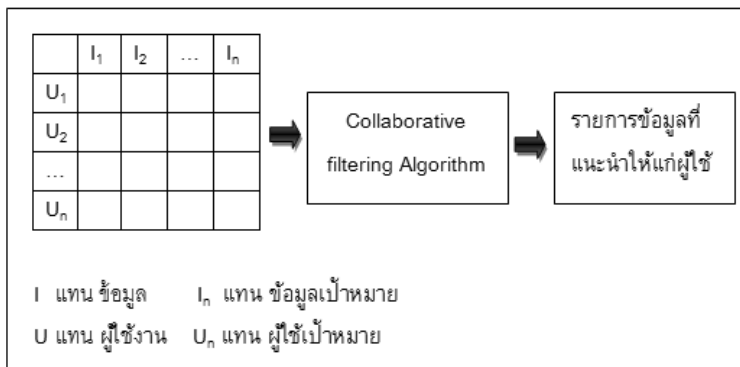 I₁ I₂ ... Iₙ
U₁
U₂
...
Uₙ
Collaborative
filtering Algorithm
รายการข้อมูลที่
แนะนำให้แก่ผู้ใช้
I แทน ข้อมูล Iₙ แทน ข้อมูลเป้าหมาย
U แทน ผู้ใช้งาน Uₙ แทน ผู้ใช้เป้าหมาย